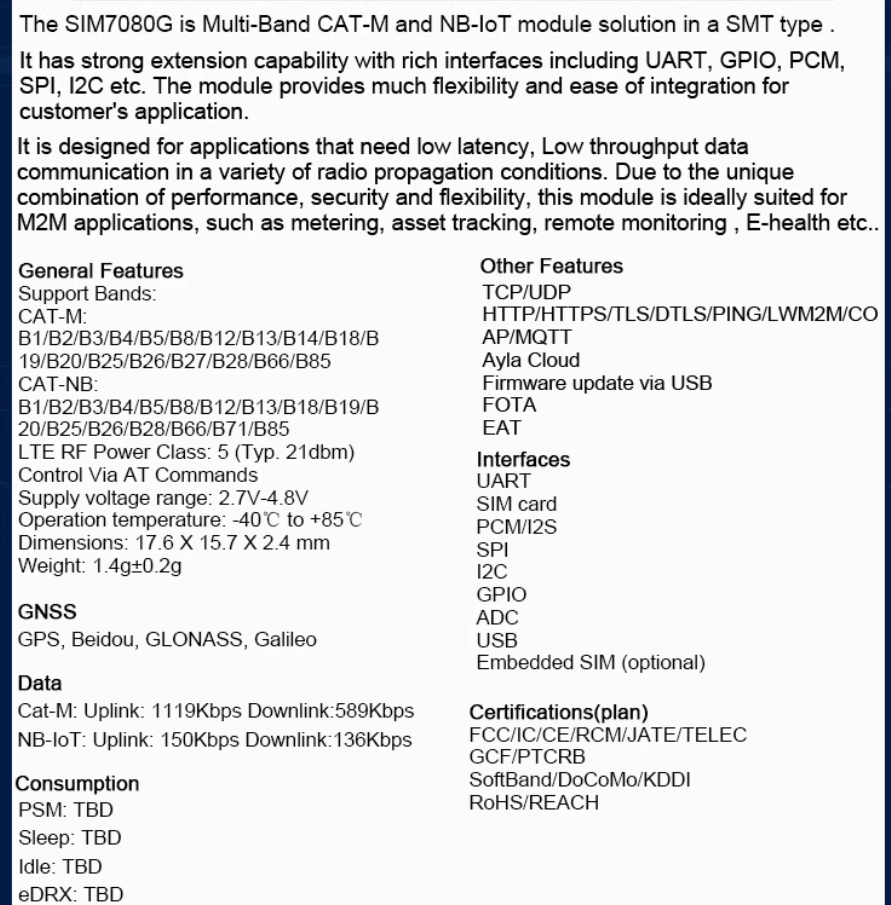 The SIM7080G is Multi-Band CAT-M and NB-IoT module solution in a SMT type .
It has strong extension capability with rich interfaces including UART, GPIO, PCM,
SPI, I2C etc. The module provides much flexibility and ease of integration for
customer's application.
It is designed for applications that need low latency, Low throughput data
communication in a variety of radio propagation conditions. Due to the unique
combination of performance, security and flexibility, this module is ideally suited for
M2M applications, such as metering, asset tracking, remote monitoring , E-health etc..
General Features
Support Bands:
CAT-M:
B1/B2/B3/B4/B5/B8/B12/B13/B14/B18/B
19/B20/B25/B26/B27/B28/B66/B85
CAT-NB:
B1/B2/B3/B4/B5/B8/B12/B13/B18/B19/B
20/B25/B26/B28/B66/B71/B85
LTE RF Power Class: 5 (Typ. 21dbm)
Control Via AT Commands
Supply voltage range: 2.7V-4.8V
Operation temperature: -40℃ to +85℃
Dimensions: 17.6 X 15.7 X 2.4 mm
Weight: 1.4g±0.2g
GNSS
GPS, Beidou, GLONASS, Galileo
Data
Cat-M: Uplink: 1119Kbps Downlink:589Kbps
NB-IoT: Uplink: 150Kbps Downlink:136Kbps
Consumption
PSM: TBD
Sleep: TBD
Idle: TBD
eDRX: TBD
Other Features
TCP/UDP
HTTP/HTTPS/TLS/DTLS/PING/LWM2M/CO
AP/MQTT
Ayla Cloud
Firmware update via USB
FOTA
EAT
Interfaces
UART
SIM card
PCM/I2S
SPI
I2C
GPIO
ADC
USB
Embedded SIM (optional)
Certifications(plan)
FCC/IC/CE/RCM/JATE/TELEC
GCF/PTCRB
SoftBand/DoCoMo/KDDI
RoHS/REACH